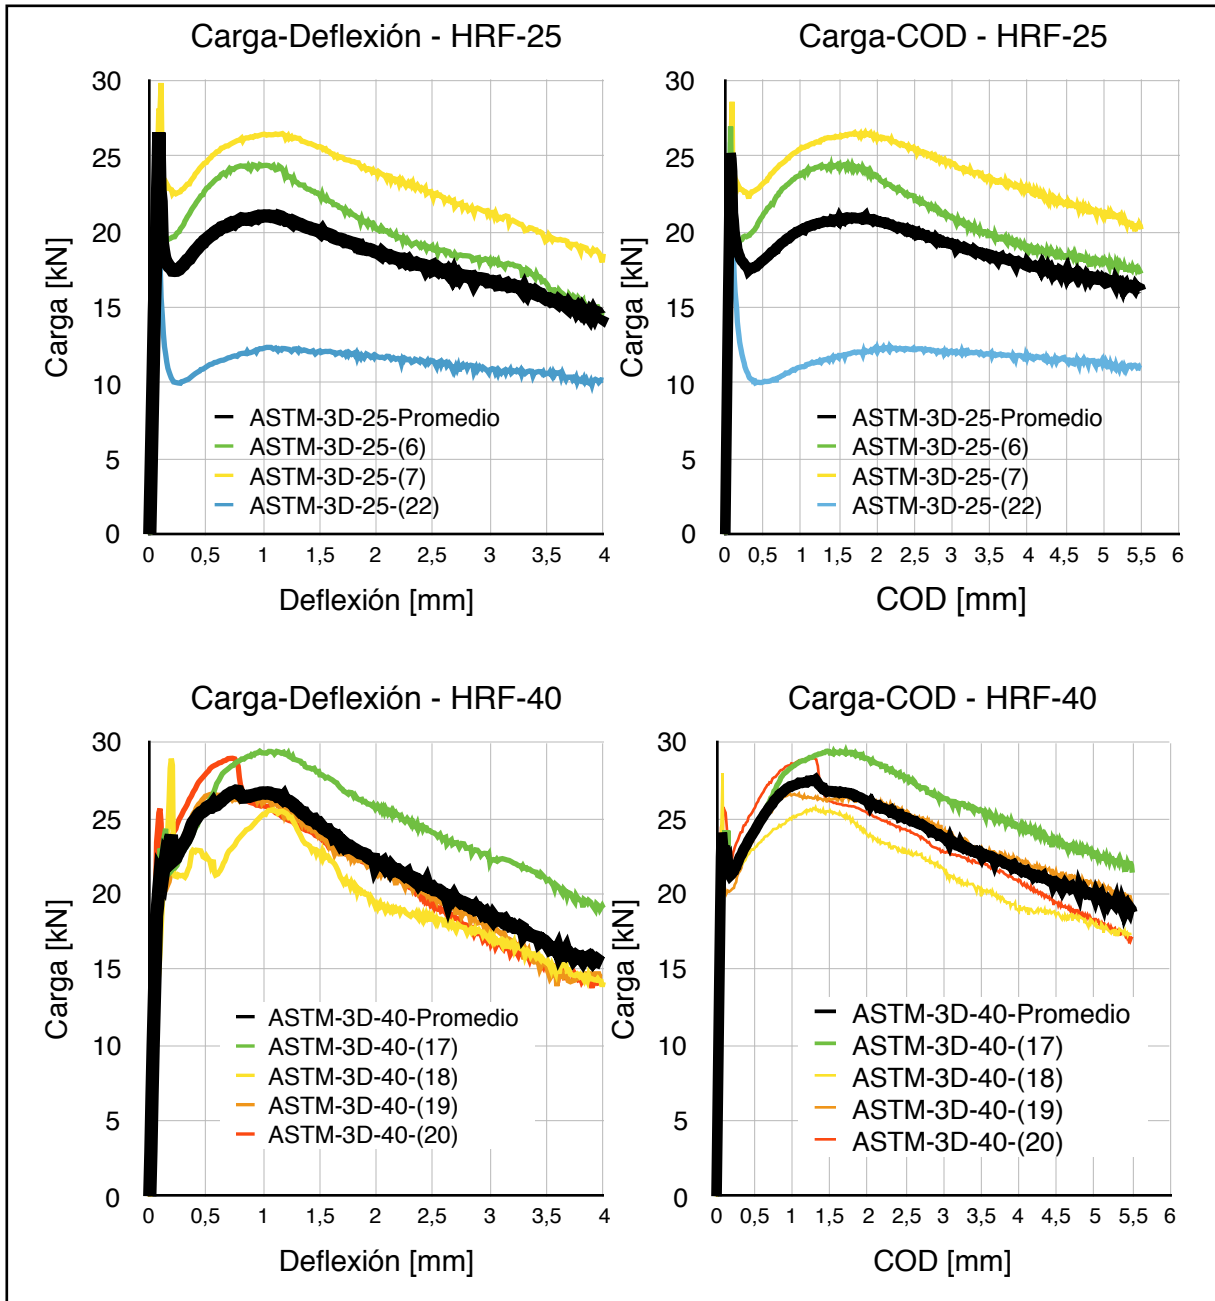 Carga-Deflexión - HRF-25
Carga [kN]
30
25
20
15
10
5
0
ASTM-3D-25-Promedio
ASTM-3D-25-(6)
ASTM-3D-25-(7)
ASTM-3D-25-(22)
0 0,5 1 1,5 2 2,5 3 3,5 4
Deflexión [mm]
Carga-COD - HRF-25
Carga [kN]
30
25
20
15
10
5
0
ASTM-3D-25-Promedio
ASTM-3D-25-(6)
ASTM-3D-25-(7)
ASTM-3D-25-(22)
0 0,5 1 1,5 2 2,5 3 3,5 4 4,5 5 5,5 6
COD [mm]
Carga-Deflexión - HRF-40
Carga [kN]
30
25
20
15
10
5
0
ASTM-3D-40-Promedio
ASTM-3D-40-(17)
ASTM-3D-40-(18)
ASTM-3D-40-(19)
ASTM-3D-40-(20)
0 0,5 1 1,5 2 2,5 3 3,5 4
Deflexión [mm]
Carga-COD - HRF-40
Carga [kN]
30
25
20
15
10
5
0
ASTM-3D-40-Promedio
ASTM-3D-40-(17)
ASTM-3D-40-(18)
ASTM-3D-40-(19)
ASTM-3D-40-(20)
0 0,5 1 1,5 2 2,5 3 3,5 4 4,5 5 5,5 6
COD [mm]